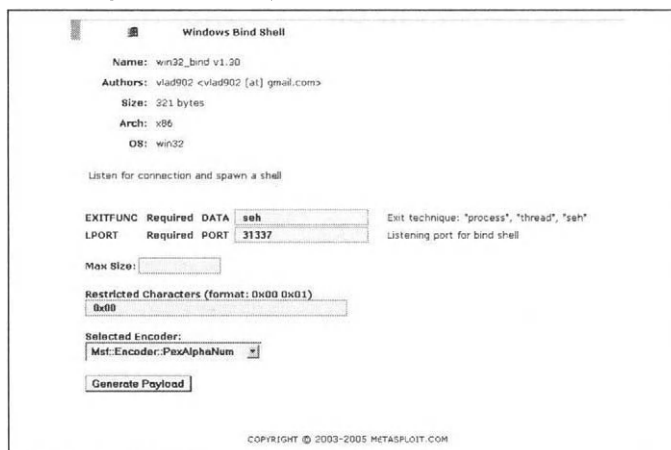 Windows Bind Shell
Name: win32_bind v1.30
Authors: vlad902 <vlad902 [at] gmail.com>
Size: 321 bytes
Arch: x86
OS: win32
Listen for connection and spawn a shell
EXITFUNC Required DATA seh Exit technique: "process", "thread", "seh"
LPORT Required PORT 31337 Listening port for bind shell
Max Size:
Restricted Characters (format: 0x00 0x01)
0x00
Selected Encoder:
Msf::Encoder::PexAlphaNum
Generate Payload
COPYRIGHT © 2003-2005 METASPLOIT.COM